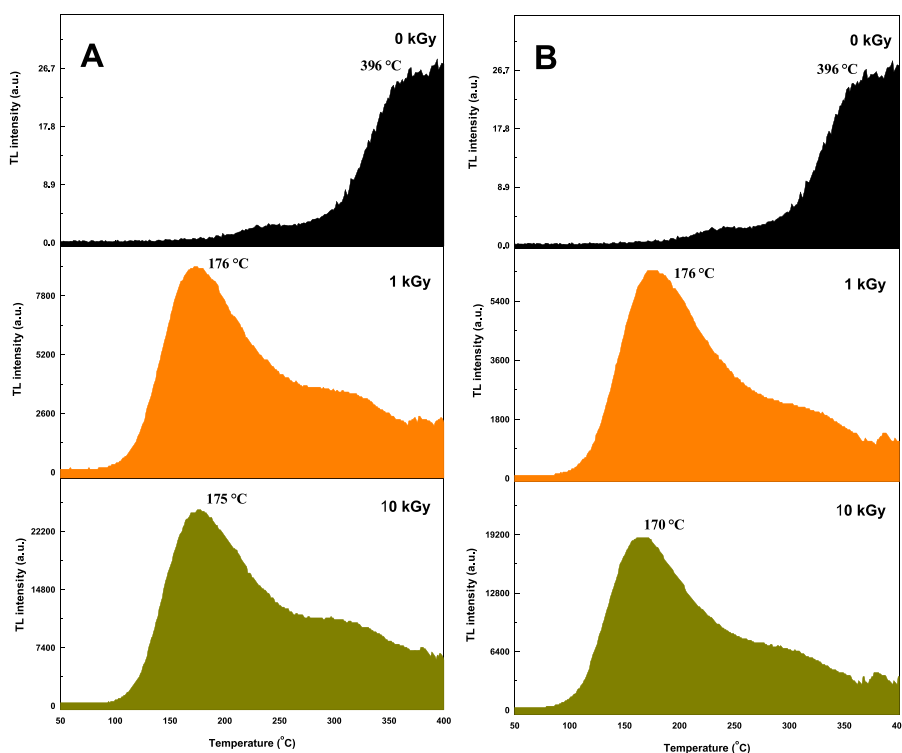 A
0 kGy
396 °C
TL intensity (a.u.)
26,7
17,8
8,9
0,0
176 °C
1 kGy
TL intensity (a.u.)
7800
5200
2600
0
175 °C
10 kGy
TL intensity (a.u.)
22200
14800
7400
0
50 100 150 200 250 300 350 400
Temperature (°C)
B
0 kGy
396 °C
TL intensity (a.u.)
26,7
17,8
8,9
0,0
176 °C
1 kGy
TL intensity (a.u.)
5400
3600
1800
0
170 °C
10 kGy
TL intensity (a.u.)
19200
12800
6400
0
50 100 150 200 250 300 350 40
Temperature (°C)